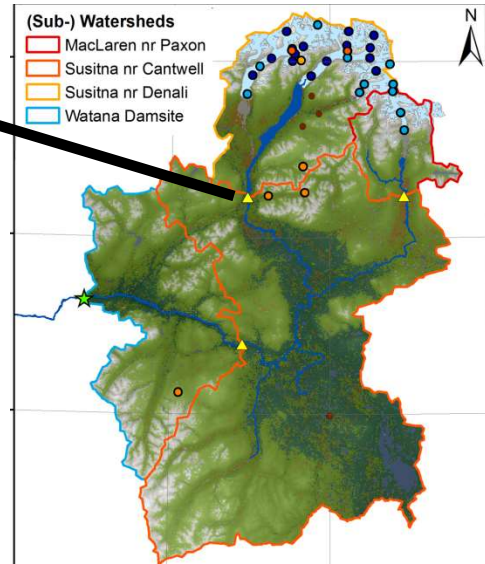 (Sub-) Watersheds
MacLaren nr Paxon
Susitna nr Cantwell
Susitna nr Denali
Watana Damsite
N